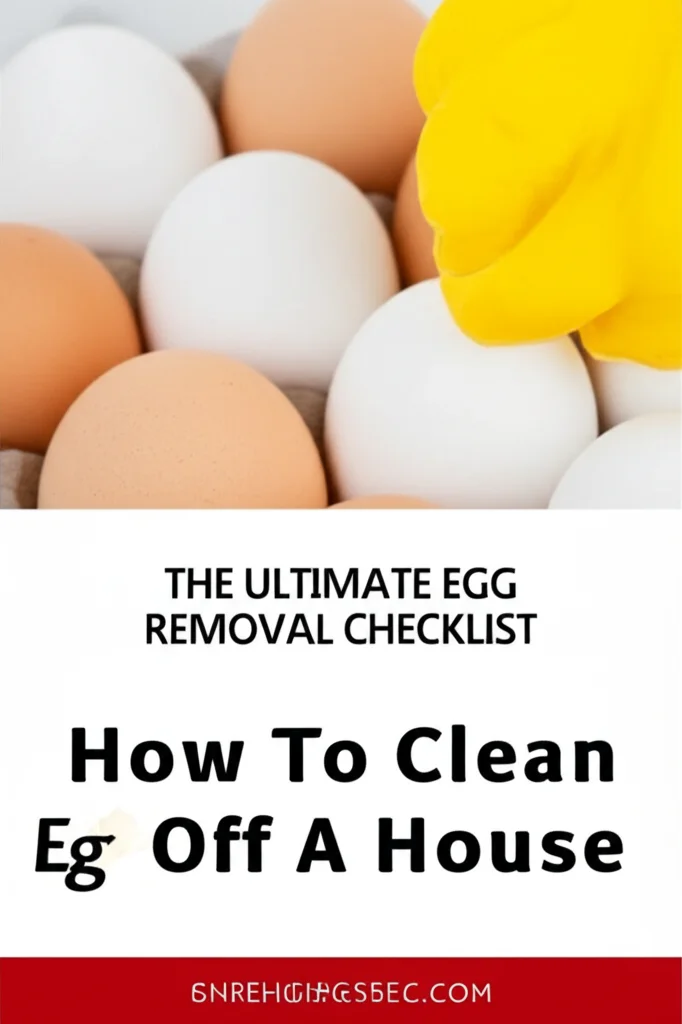 THE ULTIMATE EGG
REMOVAL CHECKLIST
How To Clean
Eg Off A House